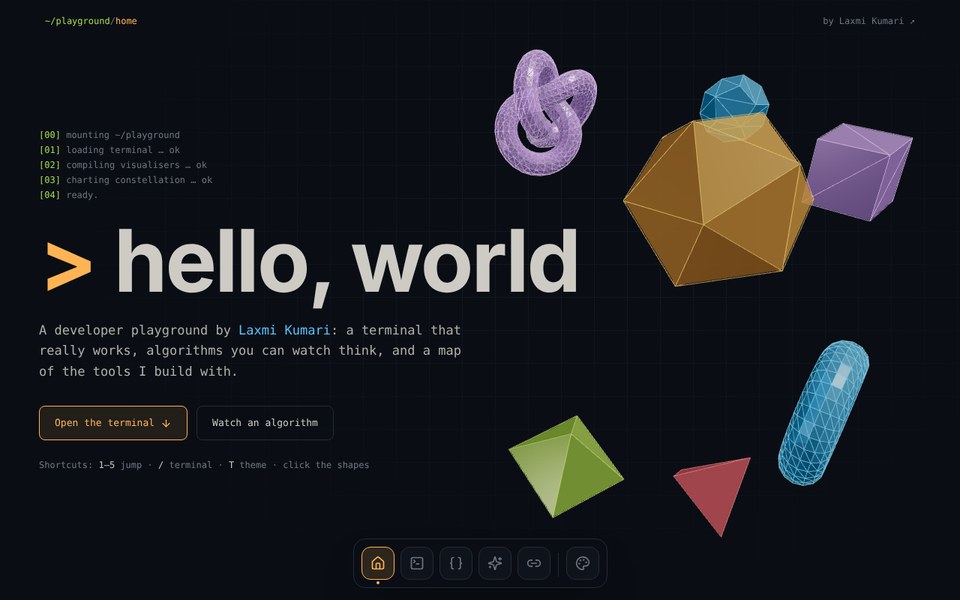 ~/playground/home
by Laxmi Kumari ↗
[00] mounting ~/playground
[01] loading terminal … ok
[02] compiling visualisers … ok
[03] charting constellation … ok
[04] ready.
> hello, world
A developer playground by Laxmi Kumari: a terminal that
really works, algorithms you can watch think, and a map
of the tools I build with.
Open the terminal ↓
Watch an algorithm
Shortcuts: 1–5 jump · / terminal · T theme · click the shapes